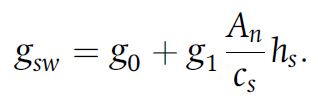 g_{sw} = g_0 + g_1 \frac{A_n}{c_s} h_s.